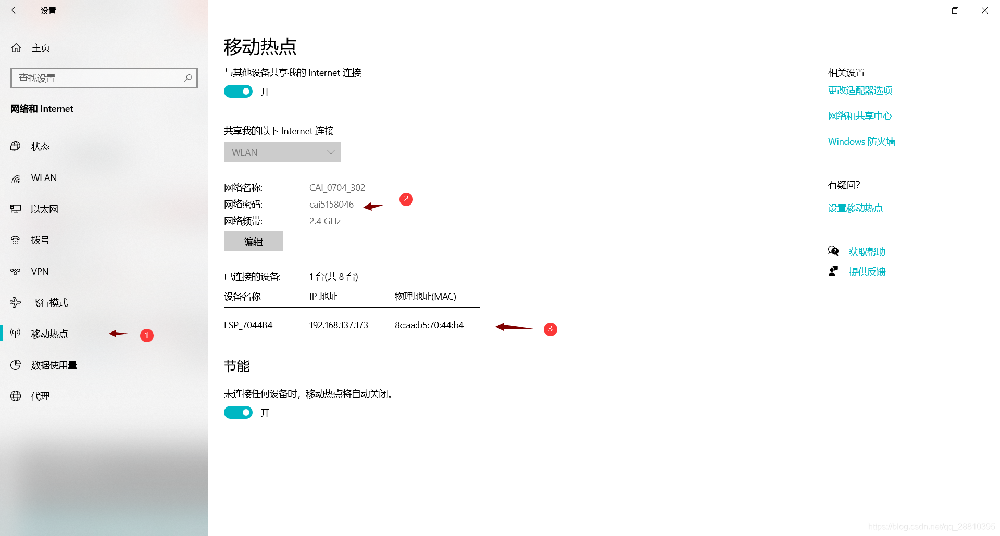 设置
主页
查找设置
网络和 Internet
状态
WLAN
以太网
拨号
VPN
飞行模式
移动热点
1
数据使用量
代理
移动热点
与其他设备共享我的 Internet 连接
开
共享我的以下 Internet 连接
WLAN
网络名称: CAI_0704_302
网络密码: cai5158046
2
网络频带: 2.4 GHz
编辑
已连接的设备: 1 台(共 8 台)
设备名称 IP 地址 物理地址(MAC)
ESP_7044B4 192.168.137.173 8c:aa:b5:70:44:b4
3
节能
未连接任何设备时，移动热点将自动关闭。
开
相关设置
更改适配器选项
网络和共享中心
Windows 防火墙
有疑问?
设置移动热点
获取帮助
提供反馈
https://blog.csdn.net/qq_28810395